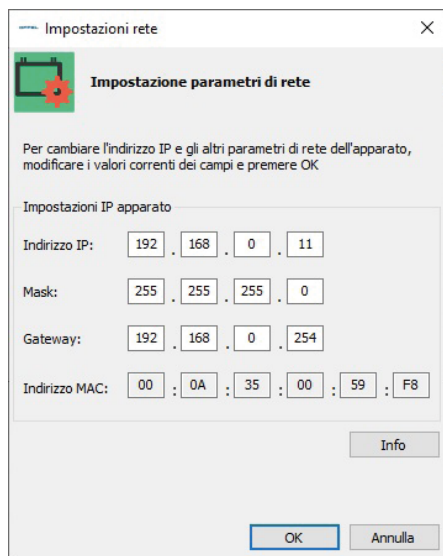 Impostazioni rete
Impostazione parametri di rete
Per cambiare l'indirizzo IP e gli altri parametri di rete dell'apparato,
modificare i valori correnti dei campi e premere OK
Impostazioni IP apparato
Indirizzo IP: 192 . 168 . 0 . 11
Mask: 255 . 255 . 255 . 0
Gateway: 192 . 168 . 0 . 254
Indirizzo MAC: 00 : 0A : 35 : 00 : 59 : F8
Info
OK Annulla